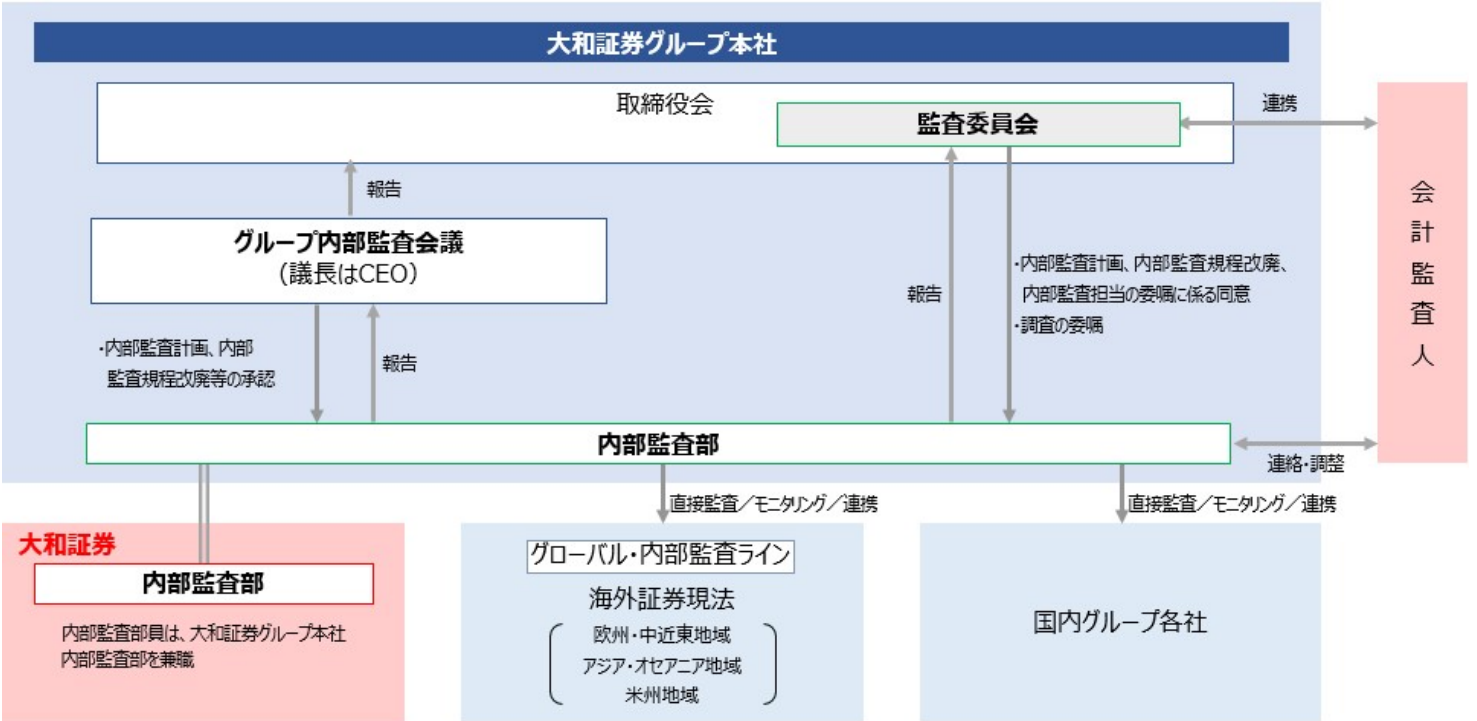 大和証券グループ本社
取締役会
監査委員会
連携
報告
グループ内部監査会議
（議長はCEO）
・内部監査計画、内部
監査規程改廃等の承認
報告
報告
・内部監査計画、内部監査規程改廃、
内部監査担当の委嘱に係る同意
・調査の委嘱
会計監査人
内部監査部
連絡・調整
直接監査／モニタリング／連携
直接監査／モニタリング／連携
大和証券
内部監査部
内部監査部員は、大和証券グループ本社
内部監査部を兼職
グローバル・内部監査ライン
海外証券現法
欧州・中近東地域
アジア・オセアニア地域
米州地域
国内グループ各社